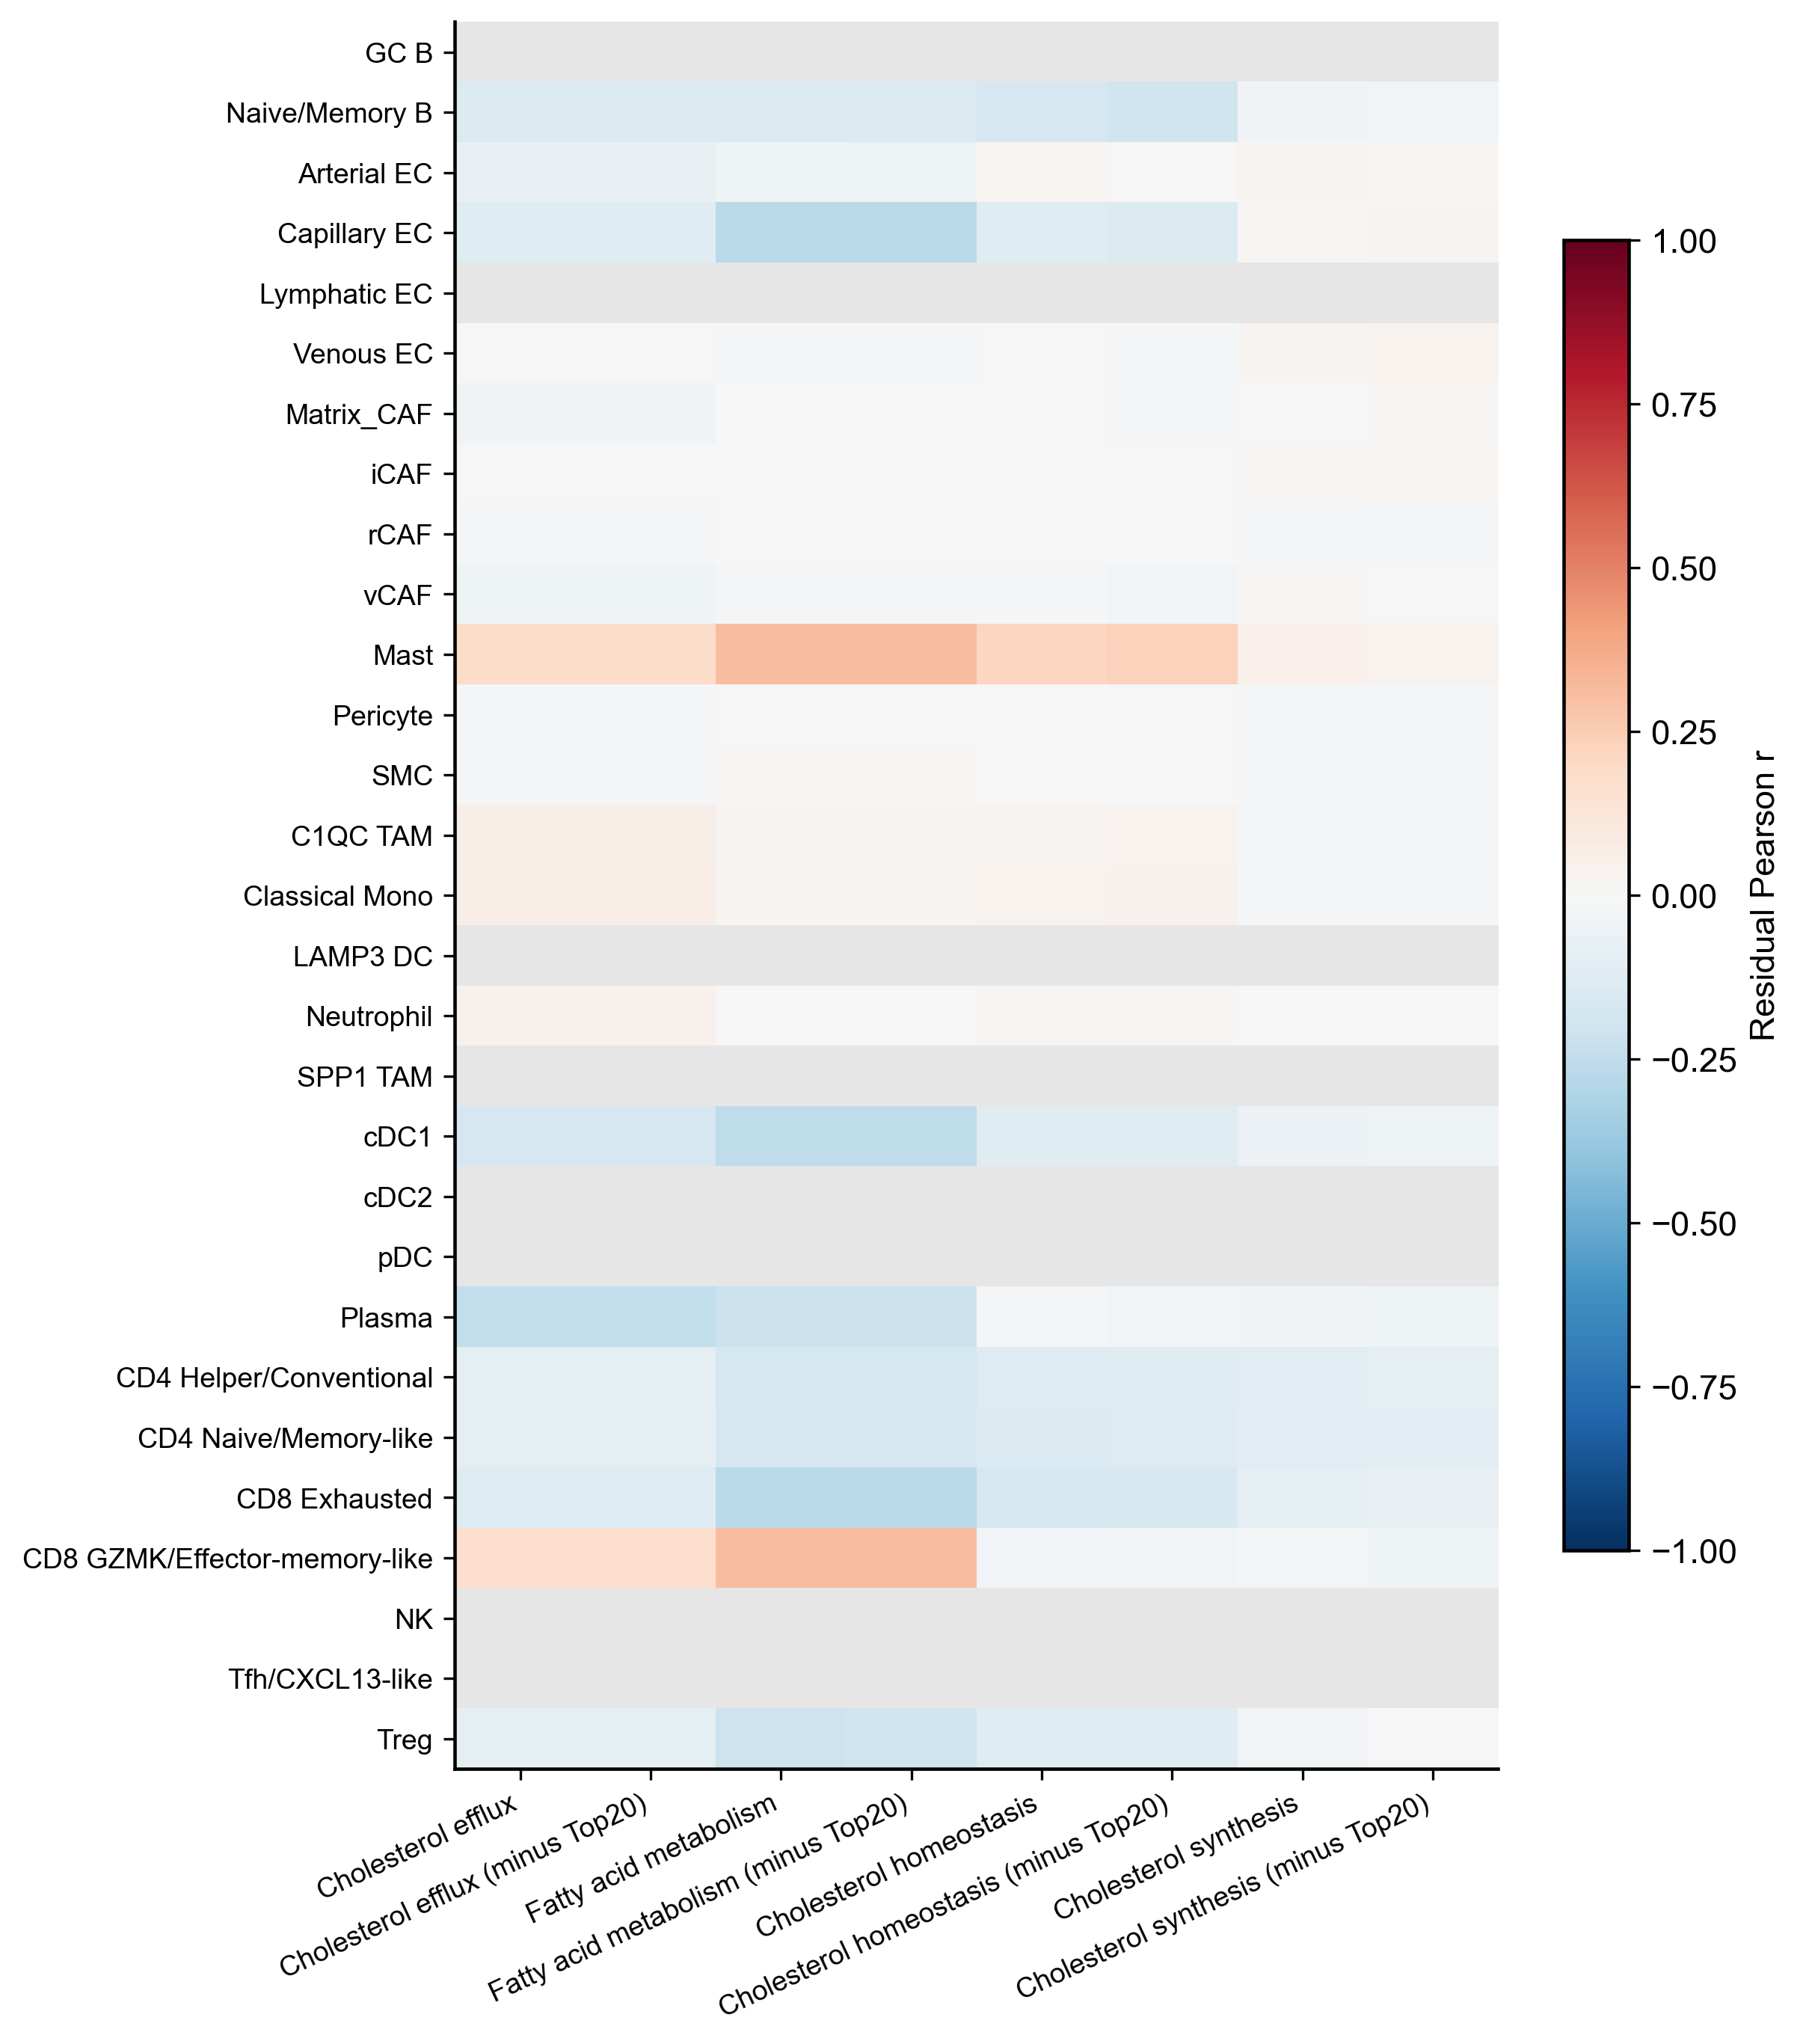 GC B
Naive/Memory B
Arterial EC
Capillary EC
Lymphatic EC
Venous EC
Matrix_CAF
iCAF
rCAF
vCAF
Mast
Pericyte
SMC
C1QC TAM
Classical Mono
LAMP3 DC
Neutrophil
SPP1 TAM
cDC1
cDC2
pDC
Plasma
CD4 Helper/Conventional
CD4 Naive/Memory-like
CD8 Exhausted
CD8 GZMK/Effector-memory-like
NK
Tfh/CXCL13-like
Treg
Cholesterol efflux
Cholesterol efflux (minus Top20)
Fatty acid metabolism
Fatty acid metabolism (minus Top20)
Cholesterol homeostasis
Cholesterol homeostasis (minus Top20)
Cholesterol synthesis
Cholesterol synthesis (minus Top20)
1.00
0.75
0.50
0.25
0.00
−0.25
−0.50
−0.75
−1.00
Residual Pearson r